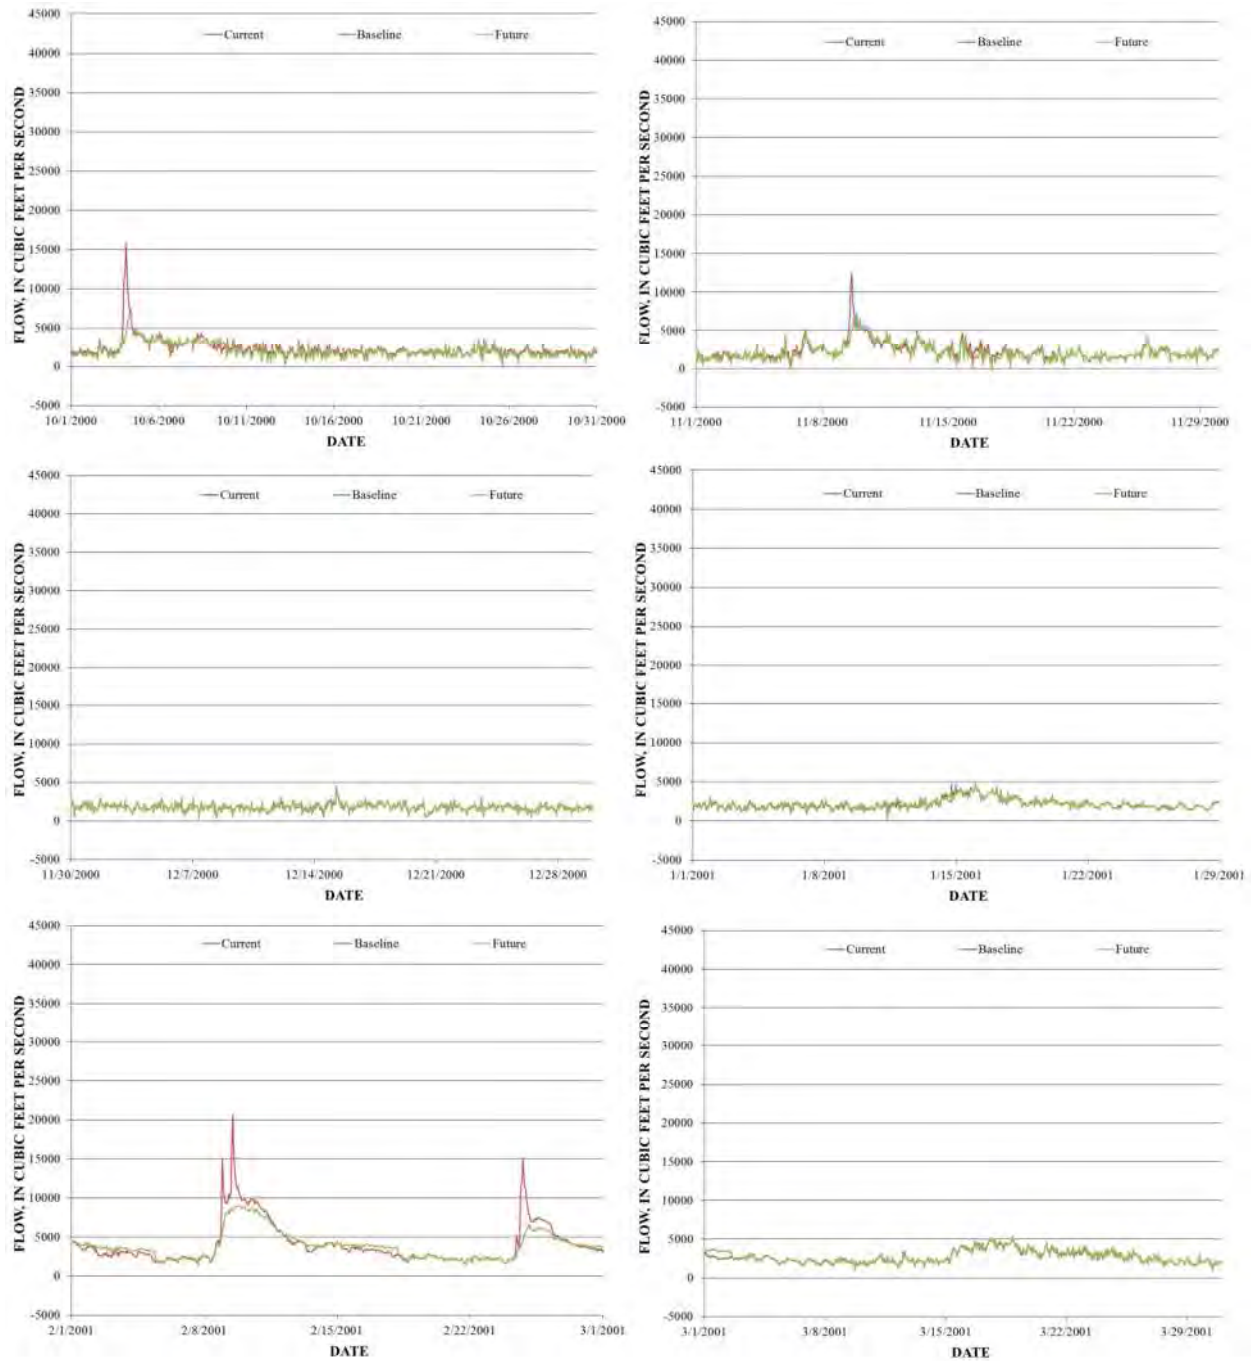 45000
40000
35000
30000
25000
20000
15000
10000
5000
0
-5000
FLOW, IN CUBIC FEET PER SECOND
Current Baseline Future
10/1/2000 10/6/2000 10/11/2000 10/16/2000 10/21/2000 10/26/2000 10/31/2000
DATE
45000
40000
35000
30000
25000
20000
15000
10000
5000
0
-5000
FLOW, IN CUBIC FEET PER SECOND
Current Baseline Future
11/1/2000 11/8/2000 11/15/2000 11/22/2000 11/29/2000
DATE
45000
40000
35000
30000
25000
20000
15000
10000
5000
0
-5000
FLOW, IN CUBIC FEET PER SECOND
Current Baseline Future
11/30/2000 12/7/2000 12/14/2000 12/21/2000 12/28/2000
DATE
45000
40000
35000
30000
25000
20000
15000
10000
5000
0
-5000
FLOW, IN CUBIC FEET PER SECOND
Current Baseline Future
1/1/2001 1/8/2001 1/15/2001 1/22/2001 1/29/2001
DATE
45000
40000
35000
30000
25000
20000
15000
10000
5000
0
-5000
FLOW, IN CUBIC FEET PER SECOND
Current Baseline Future
2/1/2001 2/8/2001 2/15/2001 2/22/2001 3/1/2001
DATE
45000
40000
35000
30000
25000
20000
15000
10000
5000
0
-5000
FLOW, IN CUBIC FEET PER SECOND
Current Baseline Future
3/1/2001 3/8/2001 3/15/2001 3/22/2001 3/29/2001
DATE